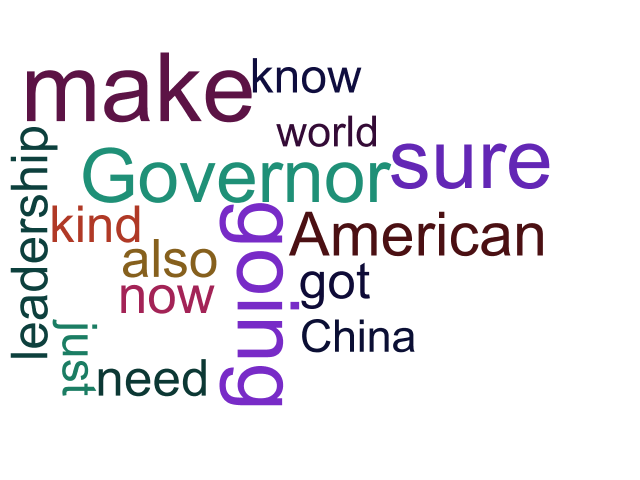 make
know
world
Governor
sure
leadership
kind
going
American
also
got
now
China
just
need